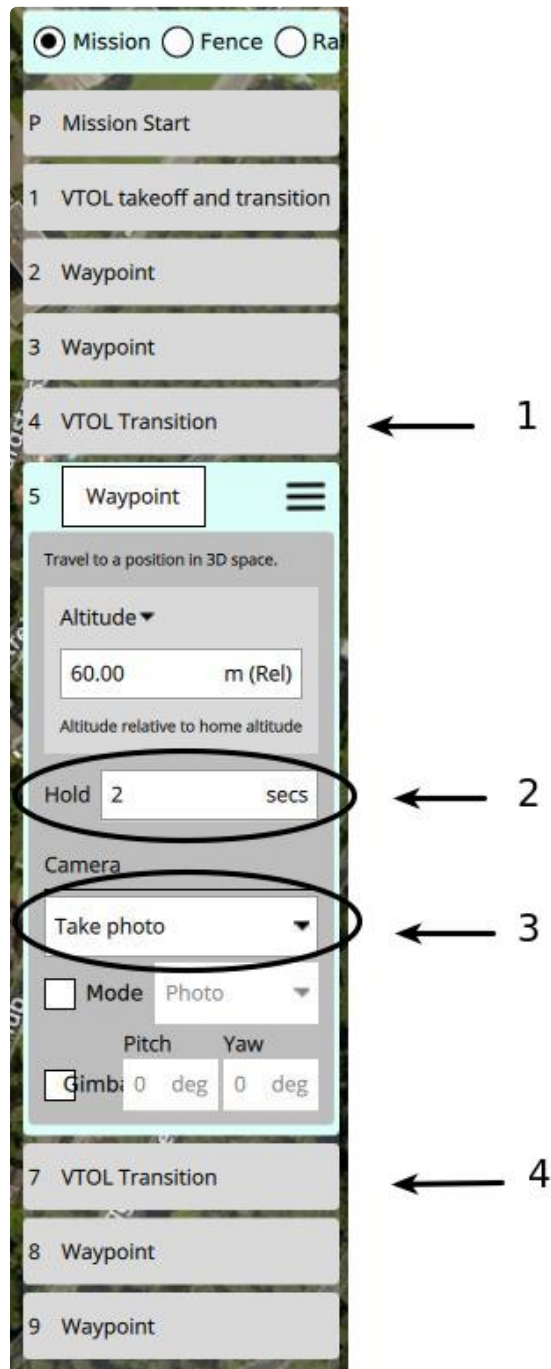 Mission Fence Ral
P Mission Start
1 VTOL takeoff and transition
2 Waypoint
3 Waypoint
4 VTOL Transition
1
5 Waypoint
Travel to a position in 3D space.
Altitude
60.00 m (Rel)
Altitude relative to home altitude
Hold 2 secs
2
Camera
Take photo
3
Mode Photo
Pitch Yaw
Gimba 0 deg 0 deg
7 VTOL Transition
4
8 Waypoint
9 Waypoint